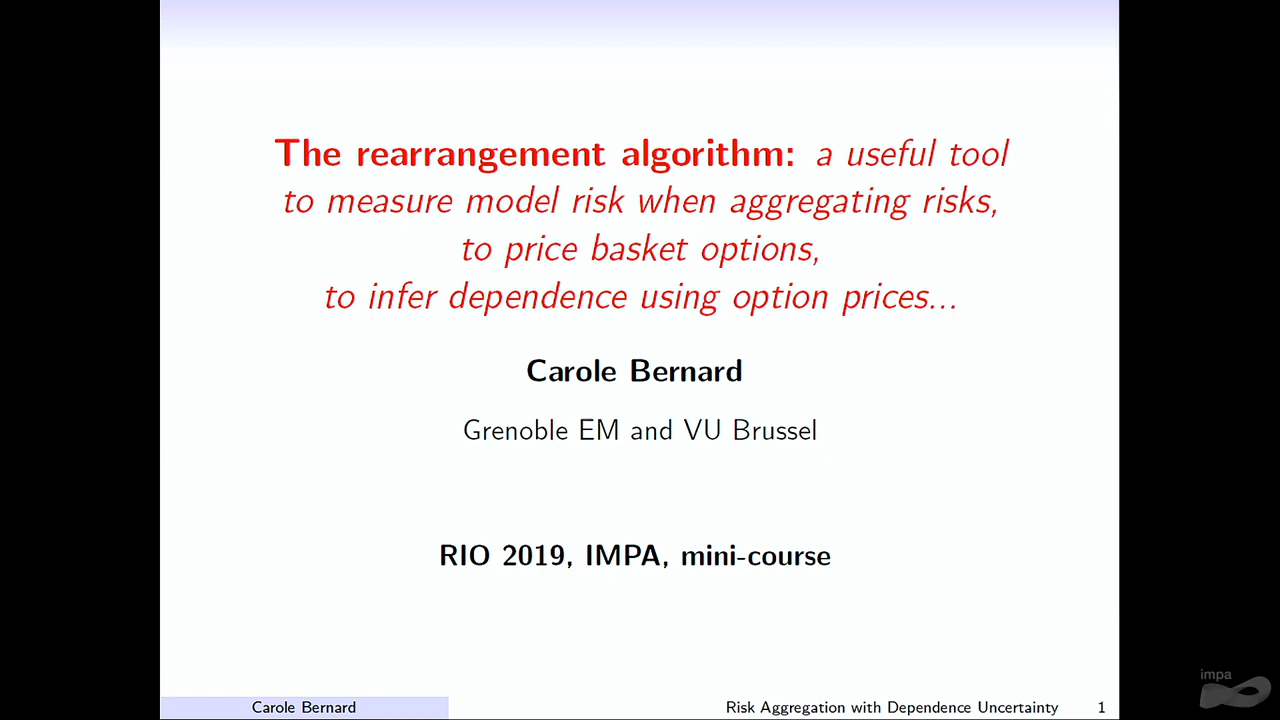 The rearrangement algorithm: a useful tool
to measure model risk when aggregating risks,
to price basket options,
to infer dependence using option prices...
Carole Bernard
Grenoble EM and VU Brussel
RIO 2019, IMPA, mini-course
impa
Carole Bernard
Risk Aggregation with Dependence Uncertainty 1